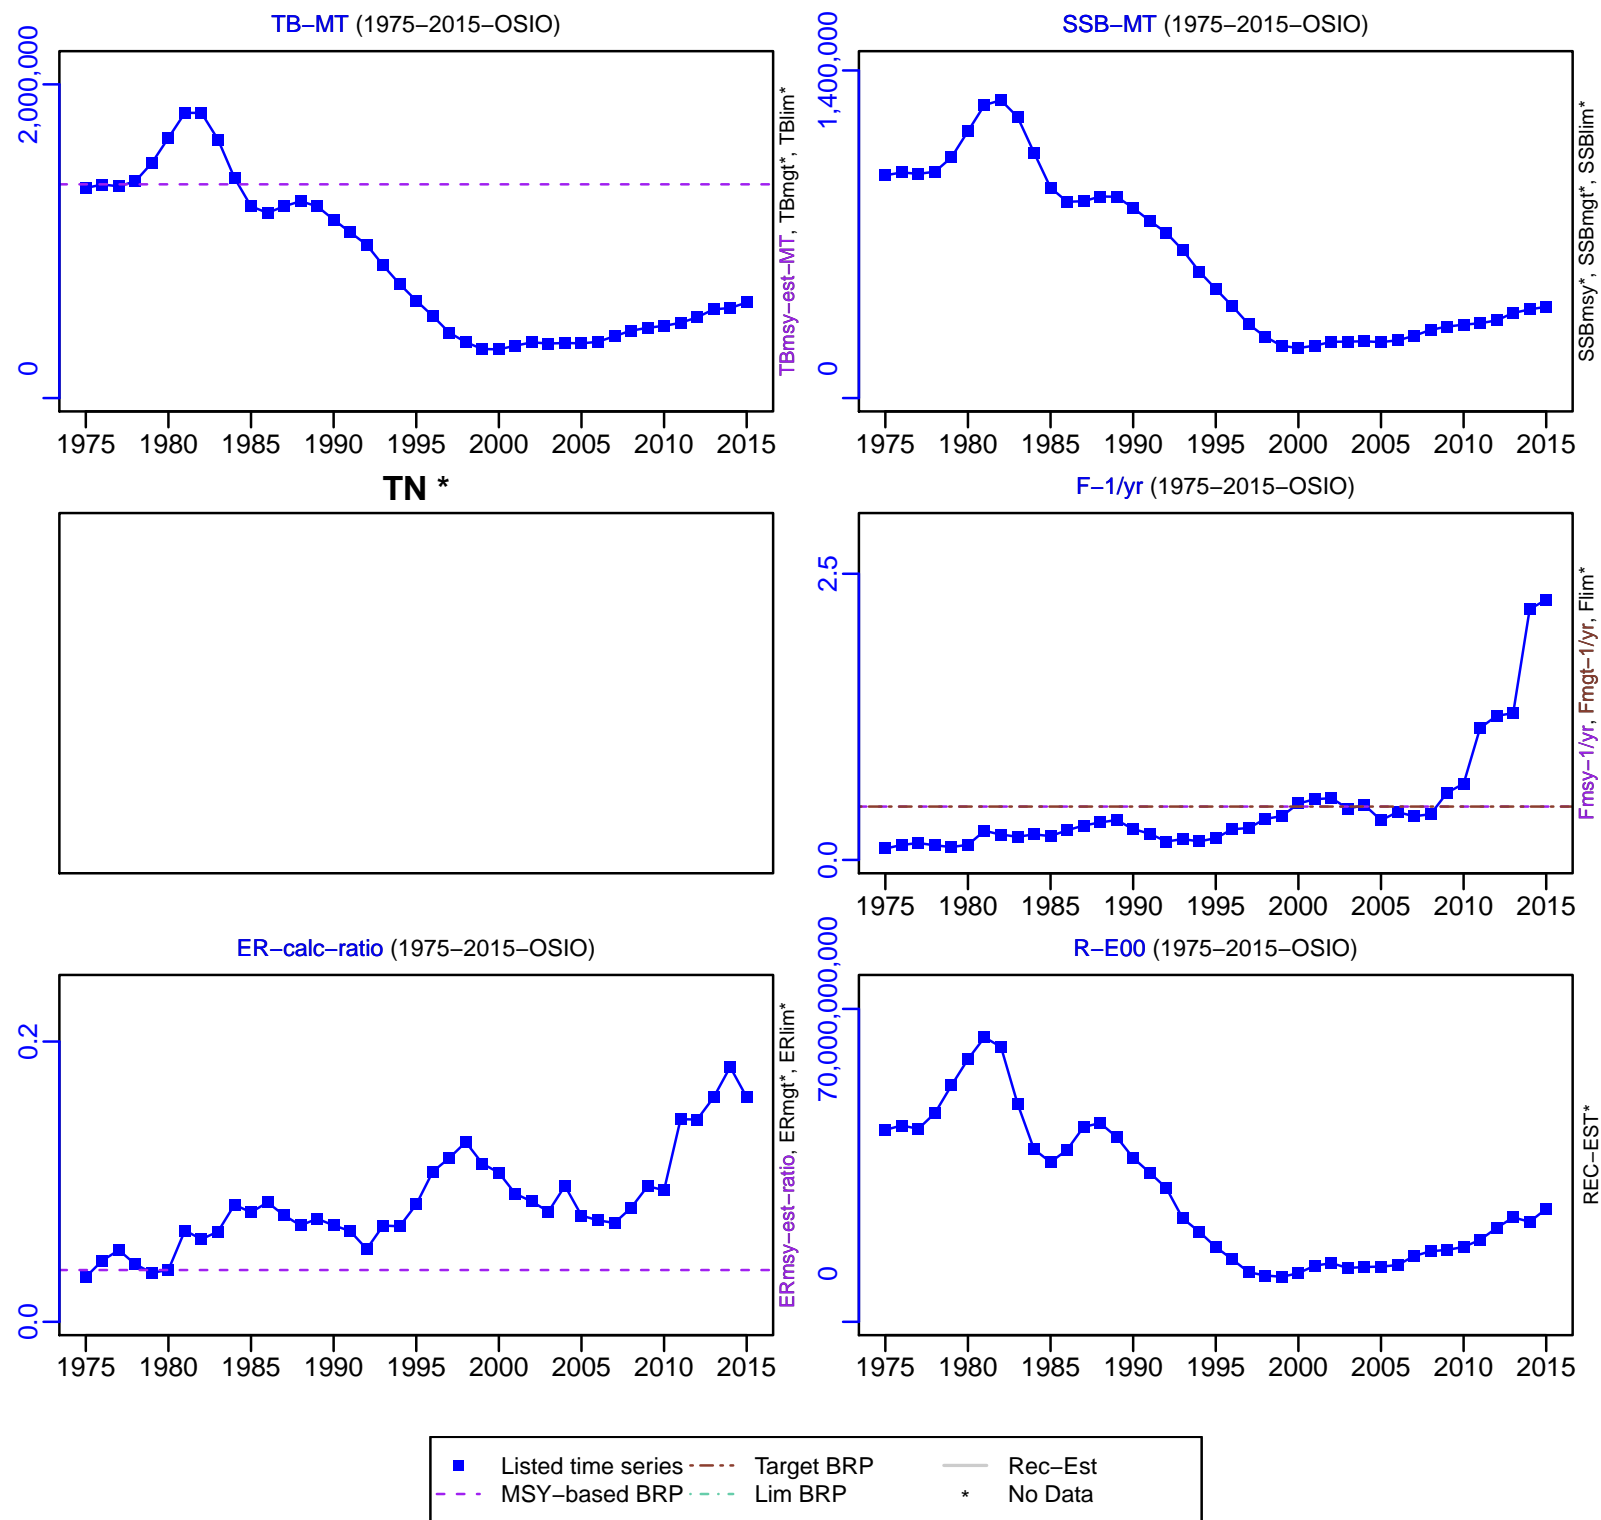 TB−MT (1975−2015−OSIO)
2,000,000
0
TBmsy−est−MT, TBmgt*, TBlim*
1975 1980 1985 1990 1995 2000 2005 2010 2015
SSB−MT (1975−2015−OSIO)
1,400,000
0
SSBmsy*, SSBmgt*, SSBlim*
1975 1980 1985 1990 1995 2000 2005 2010 2015
TN *
F−1/yr (1975−2015−OSIO)
2.5
0.0
Fmsy−1/yr, Fmgt−1/yr, Flim*
1975 1980 1985 1990 1995 2000 2005 2010 2015
ER−calc−ratio (1975−2015−OSIO)
0.2
0.0
ERmsy−est−ratio, ERmgt*, ERlim*
1975 1980 1985 1990 1995 2000 2005 2010 2015
R−E00 (1975−2015−OSIO)
70,000,000,000
0
REC−EST*
1975 1980 1985 1990 1995 2000 2005 2010 2015
Listed time series Target BRP Rec−Est
MSY−based BRP Lim BRP * No Data